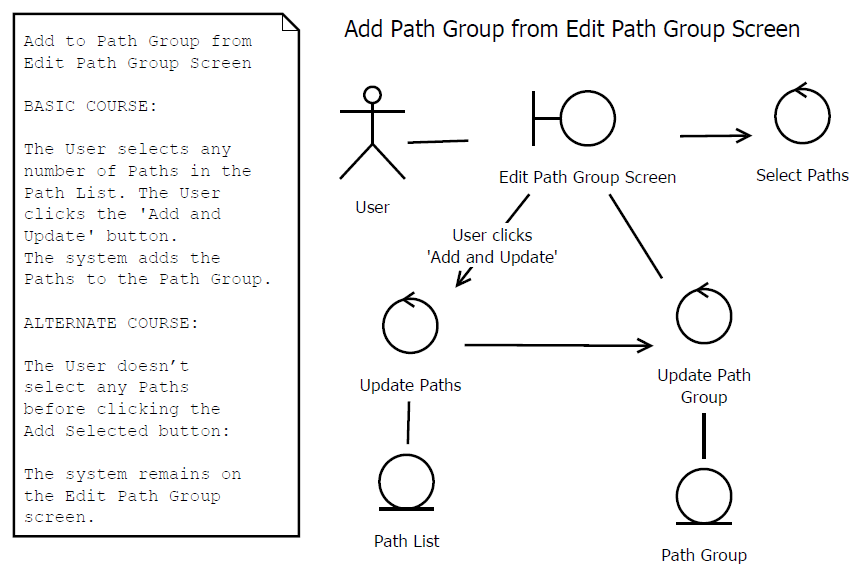 Add to Path Group from
Edit Path Group Screen
BASIC COURSE:
The User selects any
number of Paths in the
Path List. The User
clicks the 'Add and
Update' button.
The system adds the
Paths to the Path Group.
ALTERNATE COURSE:
The User doesn’t
select any Paths
before clicking the
Add Selected button:
The system remains on
the Edit Path Group
screen.
Add Path Group from Edit Path Group Screen
User
Edit Path Group Screen
Select Paths
User clicks
'Add and Update'
Update Paths
Update Path
Group
Path List
Path Group